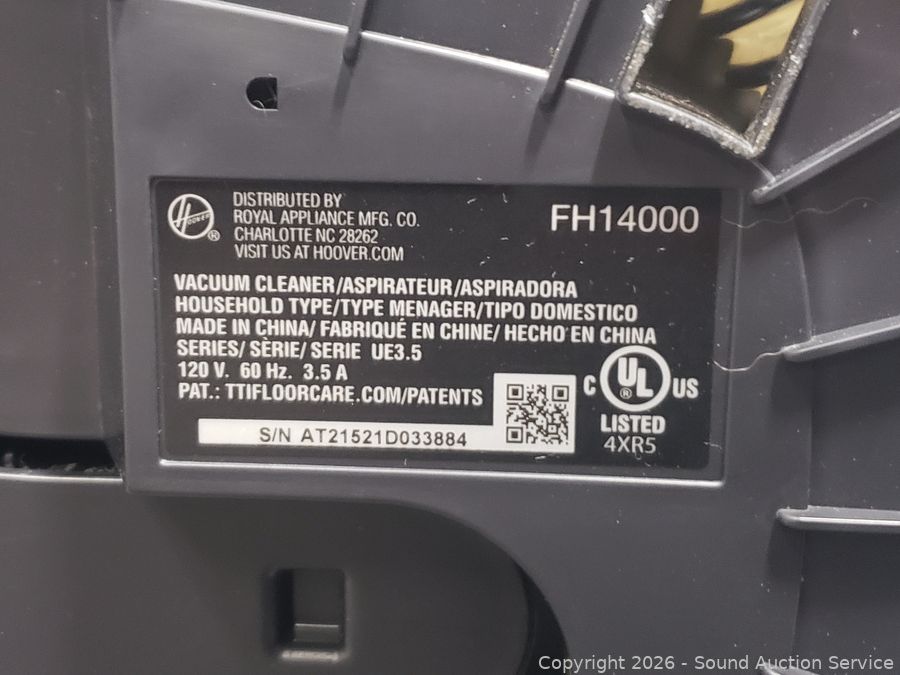 HOOVER
®
DISTRIBUTED BY
ROYAL APPLIANCE MFG. CO.
CHARLOTTE NC 28262
VISIT US AT HOOVER.COM
FH14000
VACUUM CLEANER/ASPIRATEUR/ASPIRADORA
HOUSEHOLD TYPE/TYPE MENAGER/TIPO DOMESTICO
MADE IN CHINA/ FABRIQUÉ EN CHINE/ HECHO EN CHINA
SERIES/ SÈRIE/ SERIE UE3.5
120 V. 60 Hz. 3.5 A
PAT.: TTIFLOORCARE.COM/PATENTS
S/N AT21521D033884
C UL ® US
LISTED
4XR5
Copyright 2026 - Sound Auction Service